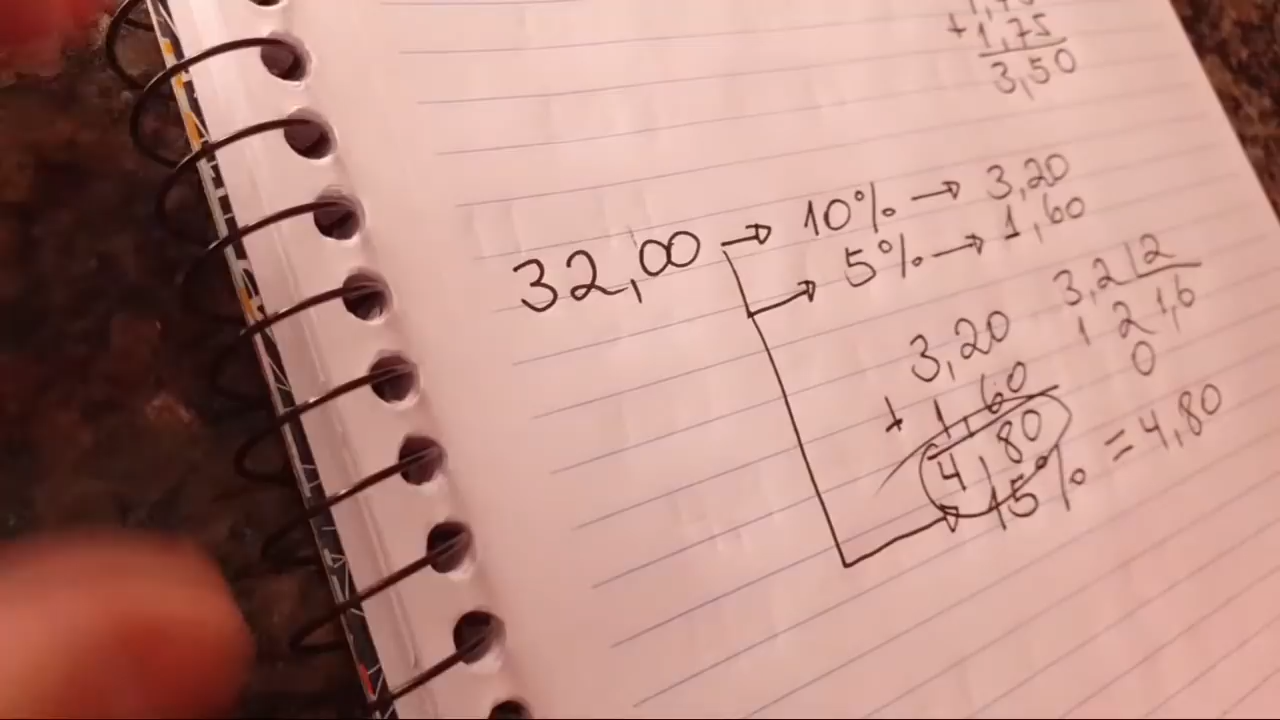 + 1,75
3,50
32,00 → 10% → 3,20
→ 5% → 1,60
3,2 2
1 2 1,6
0
3,20
+ 1,60
4,80
15% = 4,80